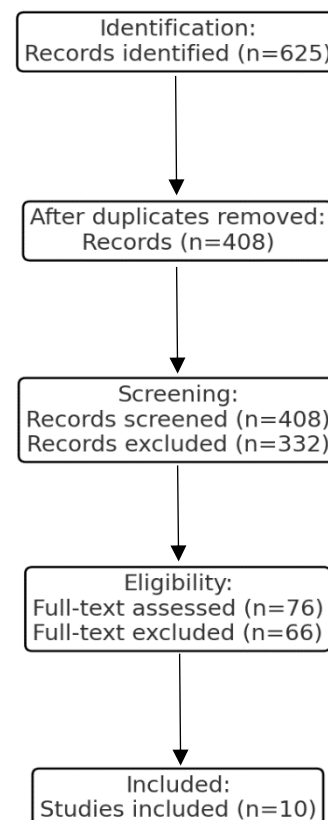 Identification:
Records identified (n=625)
After duplicates removed:
Records (n=408)
Screening:
Records screened (n=408)
Records excluded (n=332)
Eligibility:
Full-text assessed (n=76)
Full-text excluded (n=66)
Included:
Studies included (n=10)